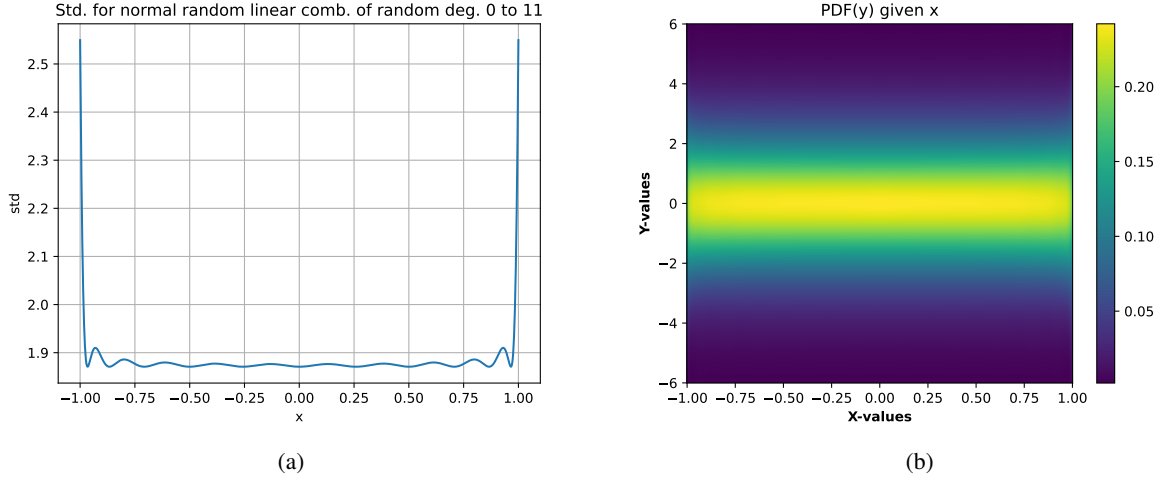 Std. for normal random linear comb. of random deg. 0 to 11
2.5
2.4
2.3
2.2
2.1
2.0
1.9
std
−1.00 −0.75 −0.50 −0.25 0.00 0.25 0.50 0.75 1.00
x
(a)
PDF(y) given x
6
4
2
0
−2
−4
−6
Y-values
−1.00 −0.75 −0.50 −0.25 0.00 0.25 0.50 0.75 1.00
X-values
0.20
0.15
0.10
0.05
(b)